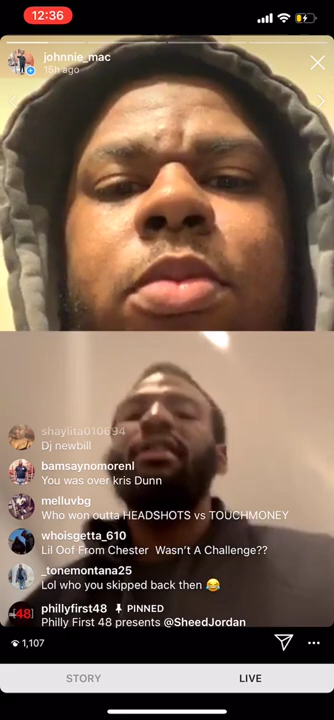 12:36
johnnie_mac
15h ago
shaylita010694
Dj newbill
bamsaynomorenl
You was over kris Dunn
melluvbg
Who won outta HEADSHOTS vs TOUCHMONEY
whoisgetta_610
Lil Oof From Chester Wasn't A Challenge??
_tonemontana25
Lol who you skipped back then 😂
phillyfirst48 PINNED
Philly First 48 presents @SheedJordan
1,107
STORY LIVE